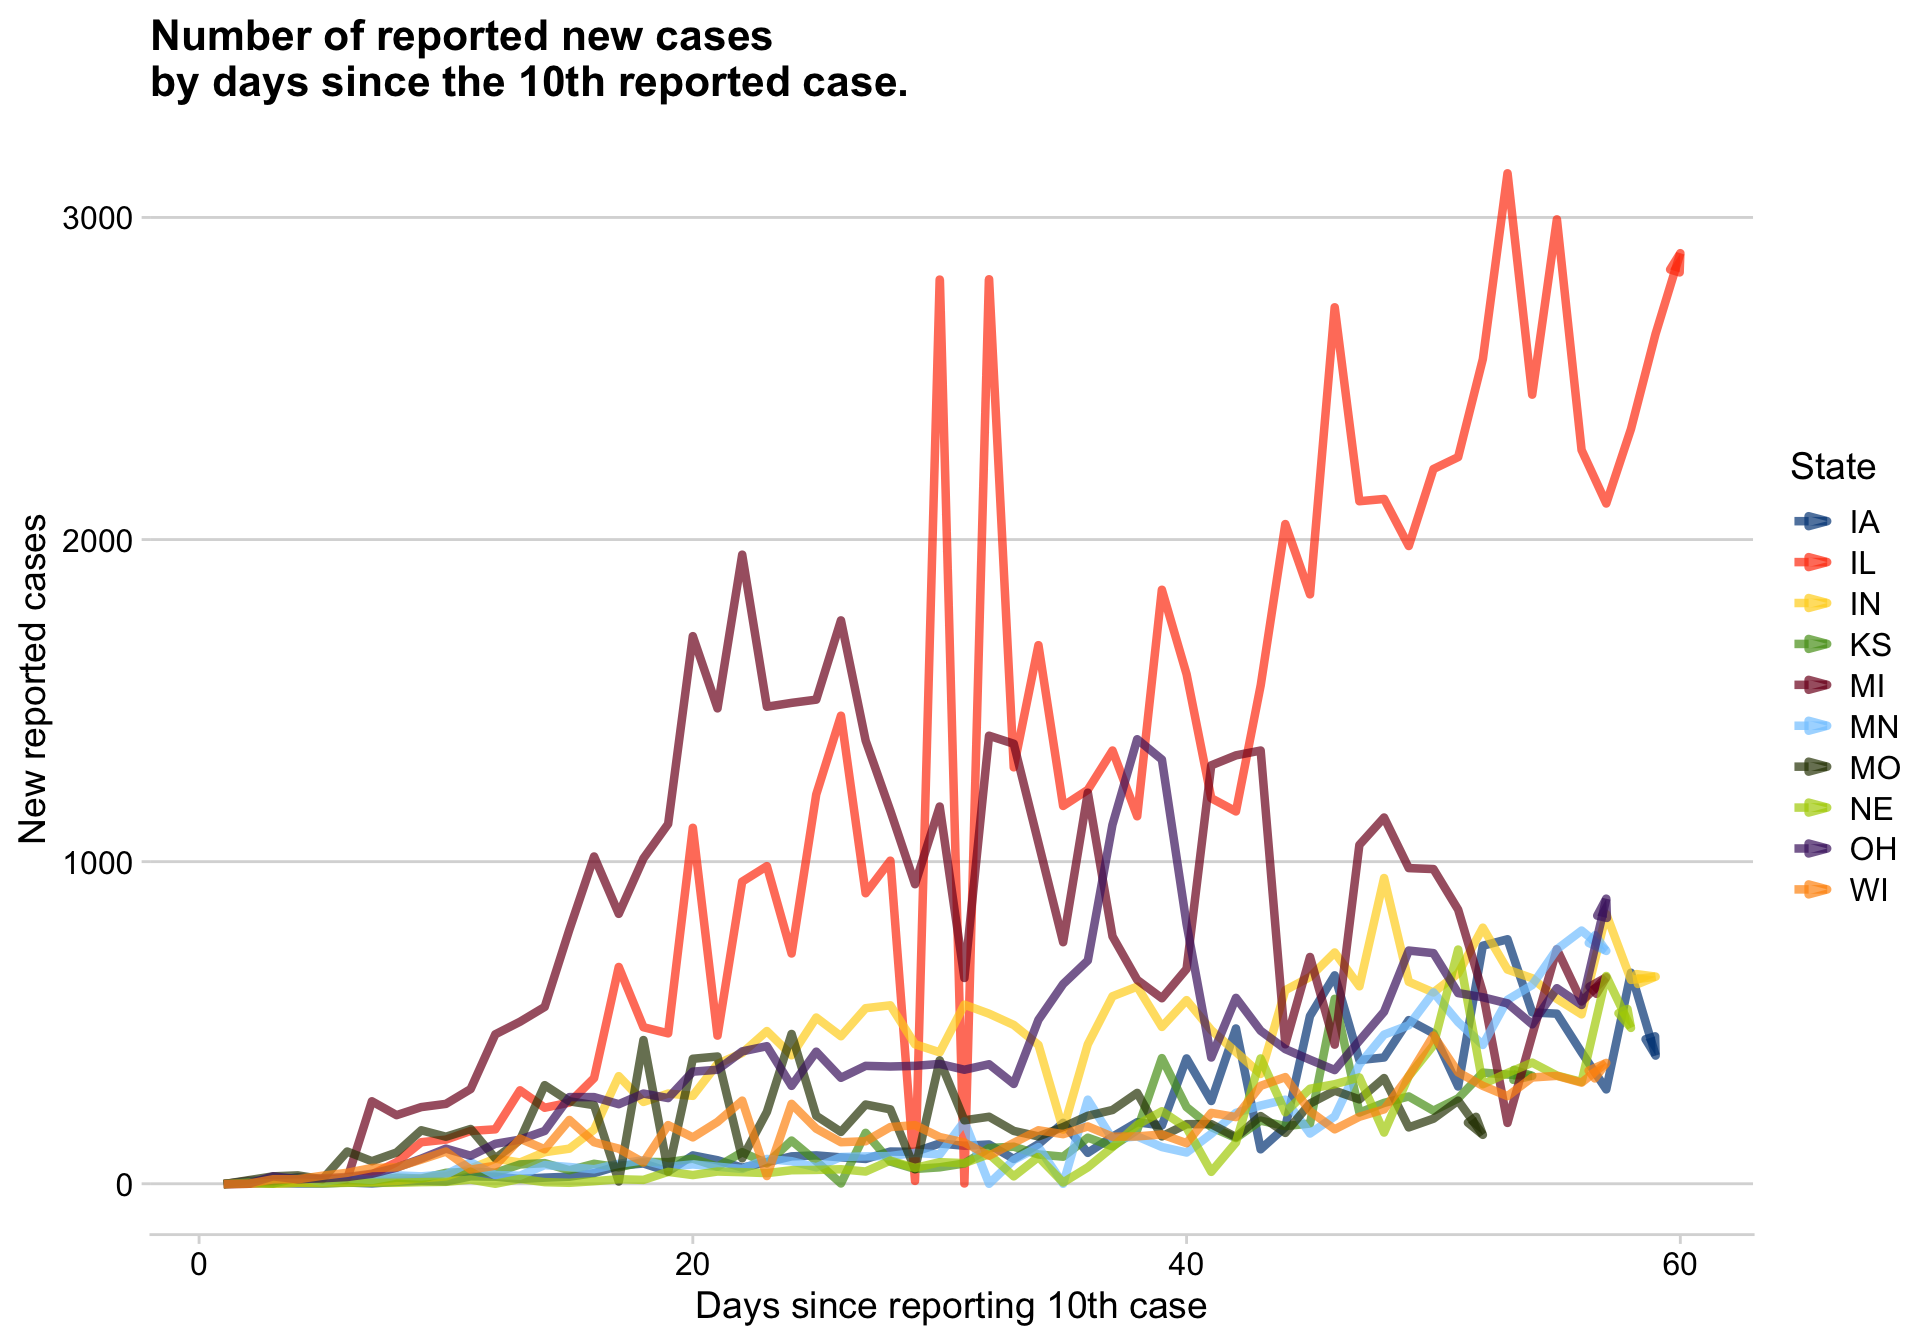 Number of reported new cases
by days since the 10th reported case.
New reported cases
3000
2000
1000
0
0 20 40 60
Days since reporting 10th case
State
IA
IL
IN
KS
MI
MN
MO
NE
OH
WI